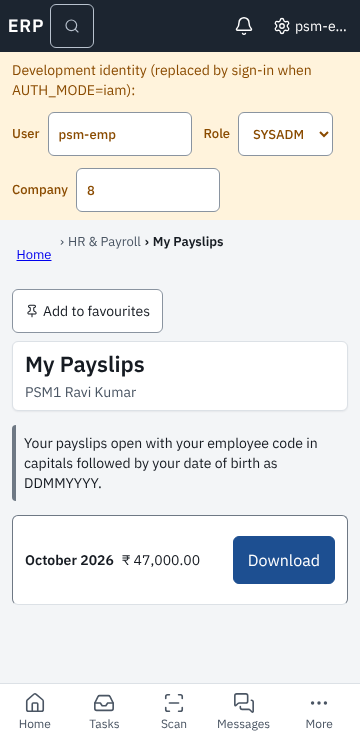 ERP
psm-e...
Development identity (replaced by sign-in when
AUTH_MODE=iam):
User psm-emp Role SYSADM
Company 8
Home › HR & Payroll › My Payslips
Add to favourites
My Payslips
PSM1 Ravi Kumar
Your payslips open with your employee code in
capitals followed by your date of birth as
DDMMYYYY.
October 2026 ₹ 47,000.00 Download
Home Tasks Scan Messages More